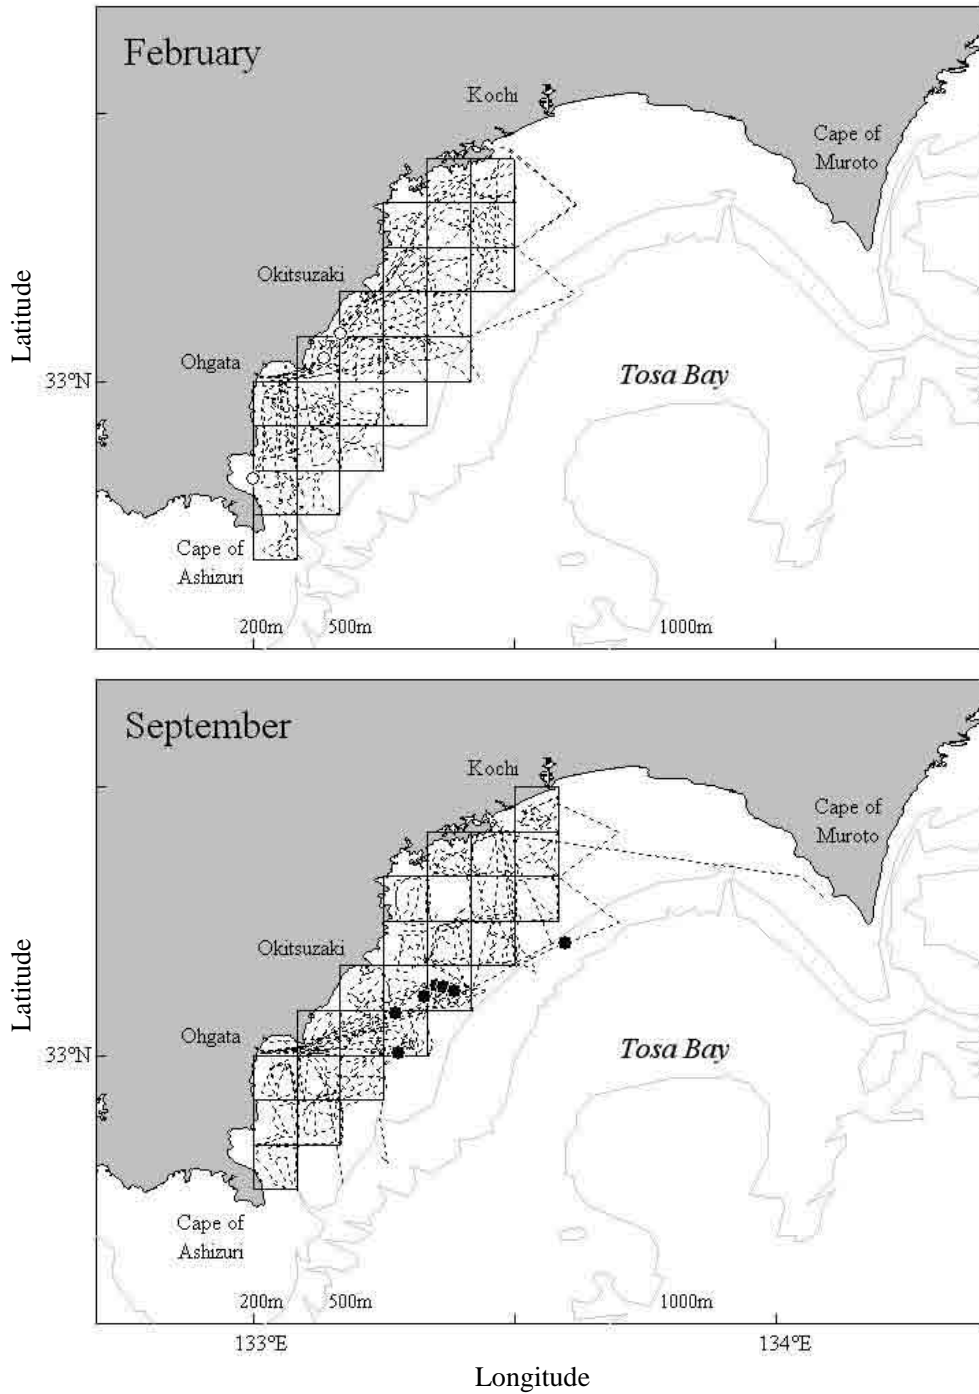 February
Kochi
Cape of
Muroto
Okitsuzaki
Latitude
Ohgata
33°N
Tosa Bay
Cape of
Ashizuri
200m 500m 1000m
September
Kochi
Cape of
Muroto
Okitsuzaki
Latitude
Ohgata
33°N
Tosa Bay
Cape of
Ashizuri
200m 500m 1000m
133°E 134°E
Longitude